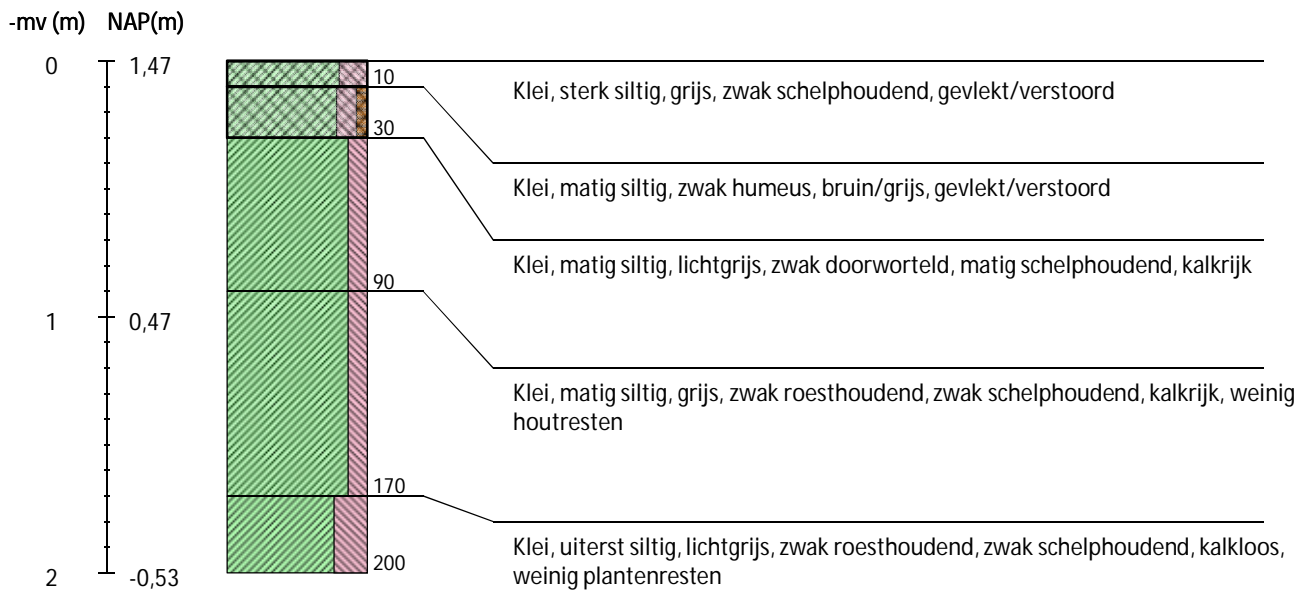 -mv (m) NAP(m)
0 1,47
10
Klei, sterk siltig, grijs, zwak schelphoudend, gevlekt/verstoord
30
Klei, matig siltig, zwak humeus, bruin/grijs, gevlekt/verstoord
Klei, matig siltig, lichtgrijs, zwak doorworteld, matig schelphoudend, kalkrijk
90
1 0,47
Klei, matig siltig, grijs, zwak roesthoudend, zwak schelphoudend, kalkrijk, weinig
houtresten
170
Klei, uiterst siltig, lichtgrijs, zwak roesthoudend, zwak schelphoudend, kalkloos,
weinig plantenresten
200
2 -0,53